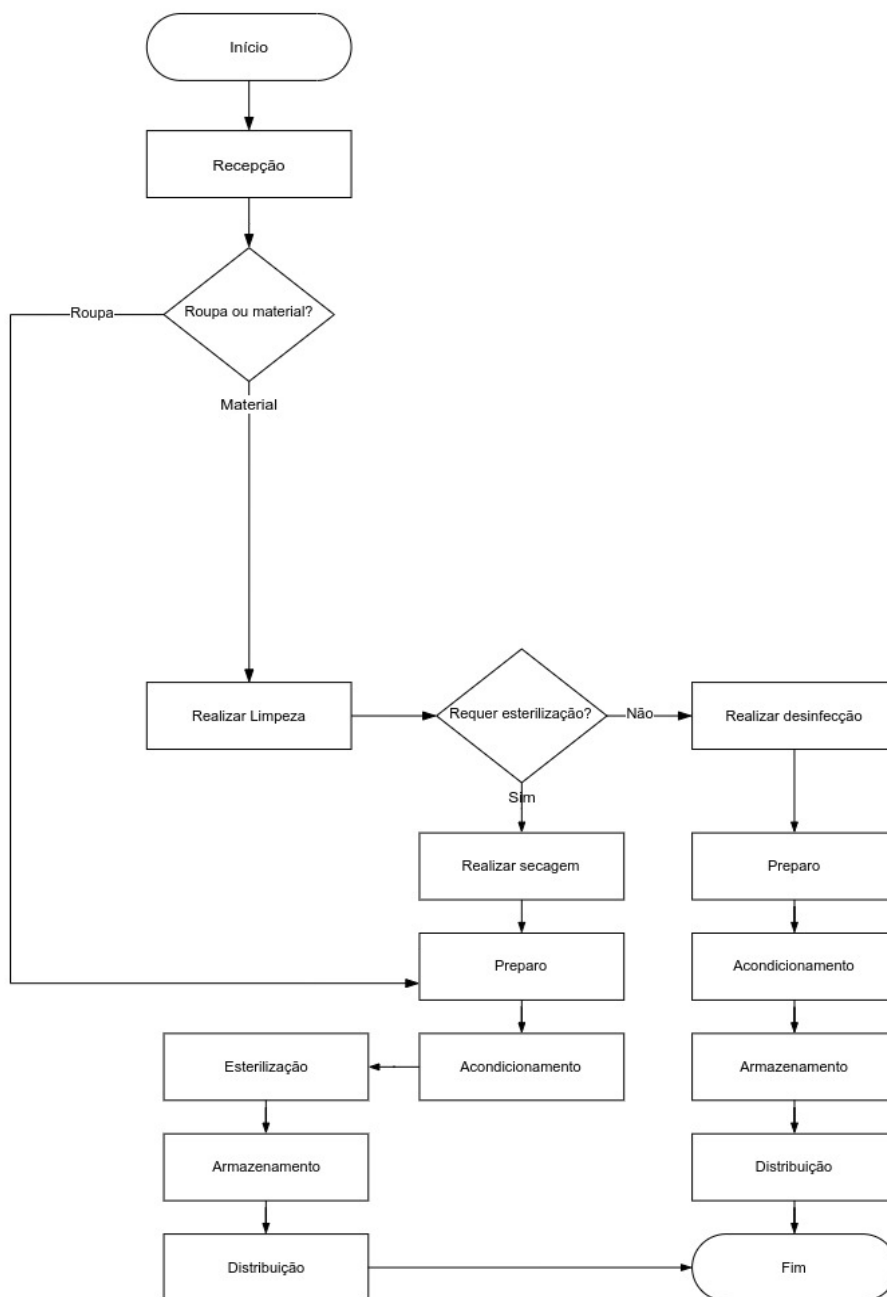 Início
Recepção
Roupa ou material?
Roupa
Material
Realizar Limpeza
Requer esterilização?
Não
Realizar desinfecção
Sim
Realizar secagem
Preparo
Preparo
Acondicionamento
Esterilização
Acondicionamento
Armazenamento
Armazenamento
Distribuição
Distribuição
Fim